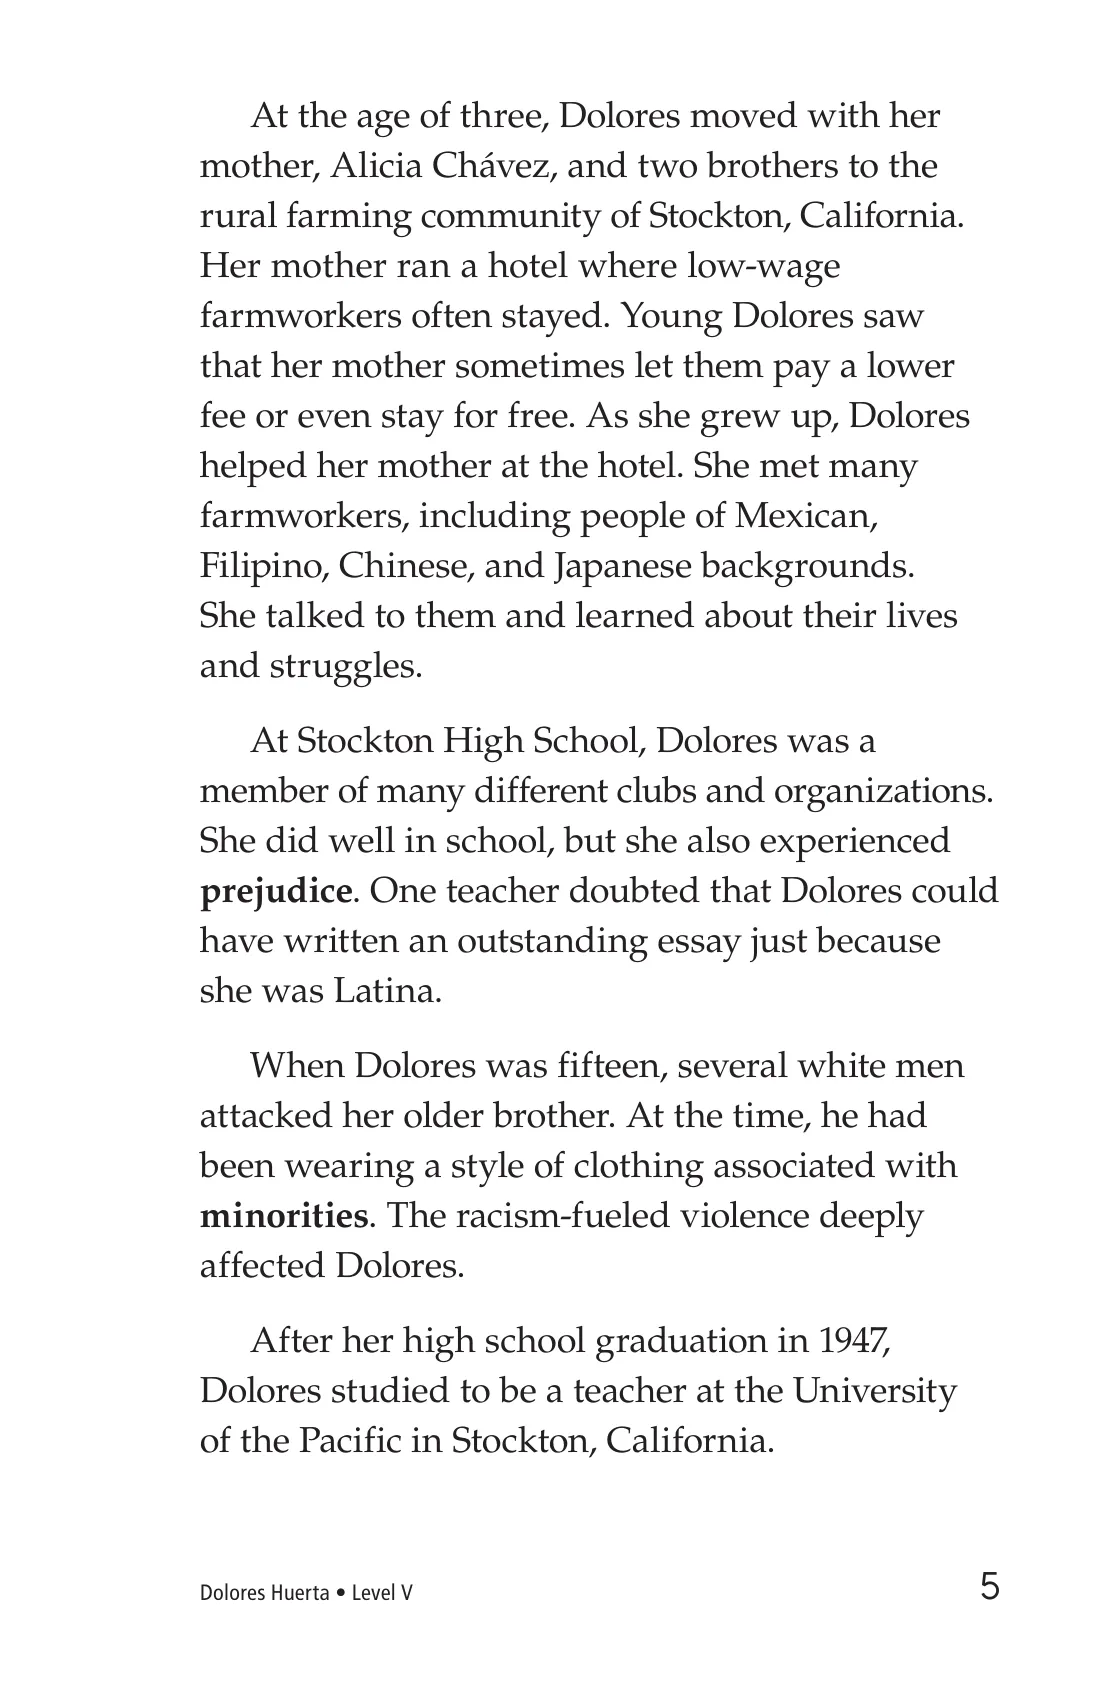 At the age of three, Dolores moved with her
mother, Alicia Chávez, and two brothers to the
rural farming community of Stockton, California.
Her mother ran a hotel where low-wage
farmworkers often stayed. Young Dolores saw
that her mother sometimes let them pay a lower
fee or even stay for free. As she grew up, Dolores
helped her mother at the hotel. She met many
farmworkers, including people of Mexican,
Filipino, Chinese, and Japanese backgrounds.
She talked to them and learned about their lives
and struggles.
At Stockton High School, Dolores was a
member of many different clubs and organizations.
She did well in school, but she also experienced
prejudice. One teacher doubted that Dolores could
have written an outstanding essay just because
she was Latina.
When Dolores was fifteen, several white men
attacked her older brother. At the time, he had
been wearing a style of clothing associated with
minorities. The racism-fueled violence deeply
affected Dolores.
After her high school graduation in 1947,
Dolores studied to be a teacher at the University
of the Pacific in Stockton, California.
Dolores Huerta • Level V 5